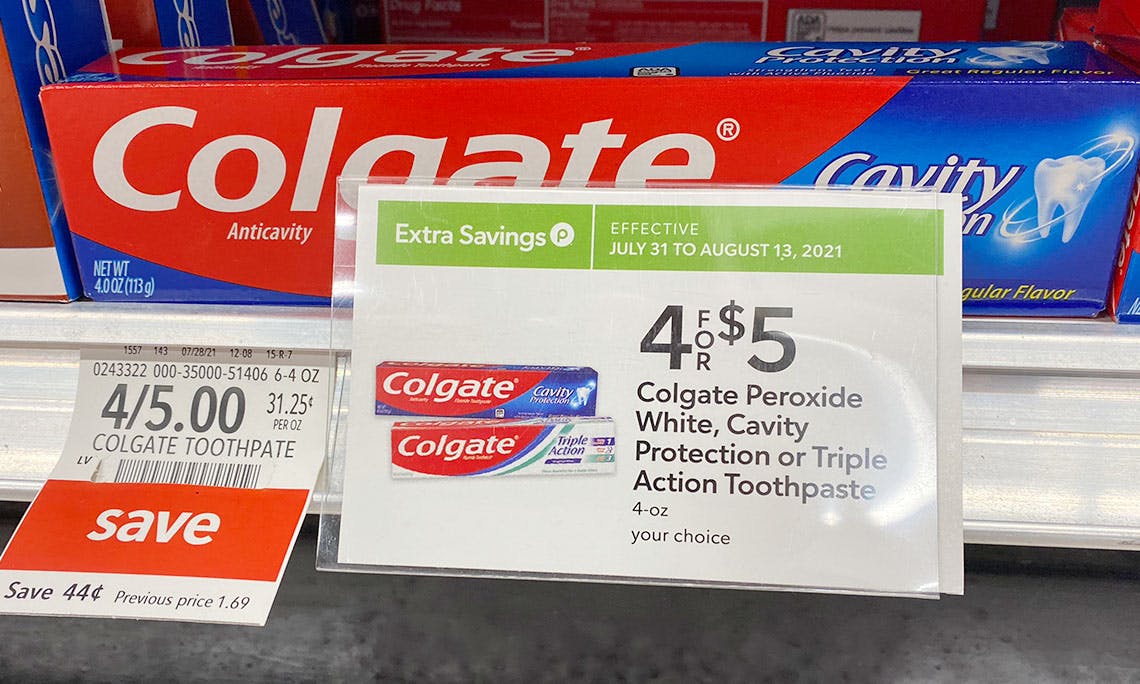 Drug Facts
Colgate®
Cavity
Protection
Great Regular Flavor
Colgate®
Anticavity
Cavity
NET WT
4.0 OZ (113 g)
gular Flavor
Extra Savings P
EFFECTIVE
JULY 31 TO AUGUST 13, 2021
4 FOR $5
Colgate Peroxide
White, Cavity
Protection or Triple
Action Toothpaste
4-oz
your choice
Colgate
Cavity
Protection
Colgate
Triple
Action
1557 143 07/28/21 12-08 15-R-7
0243322 000-35000-51406 6-4 OZ
4/5.00 31.25¢
PER OZ
COLGATE TOOTHPATE
LV
save
Save 44¢ Previous price 1.69